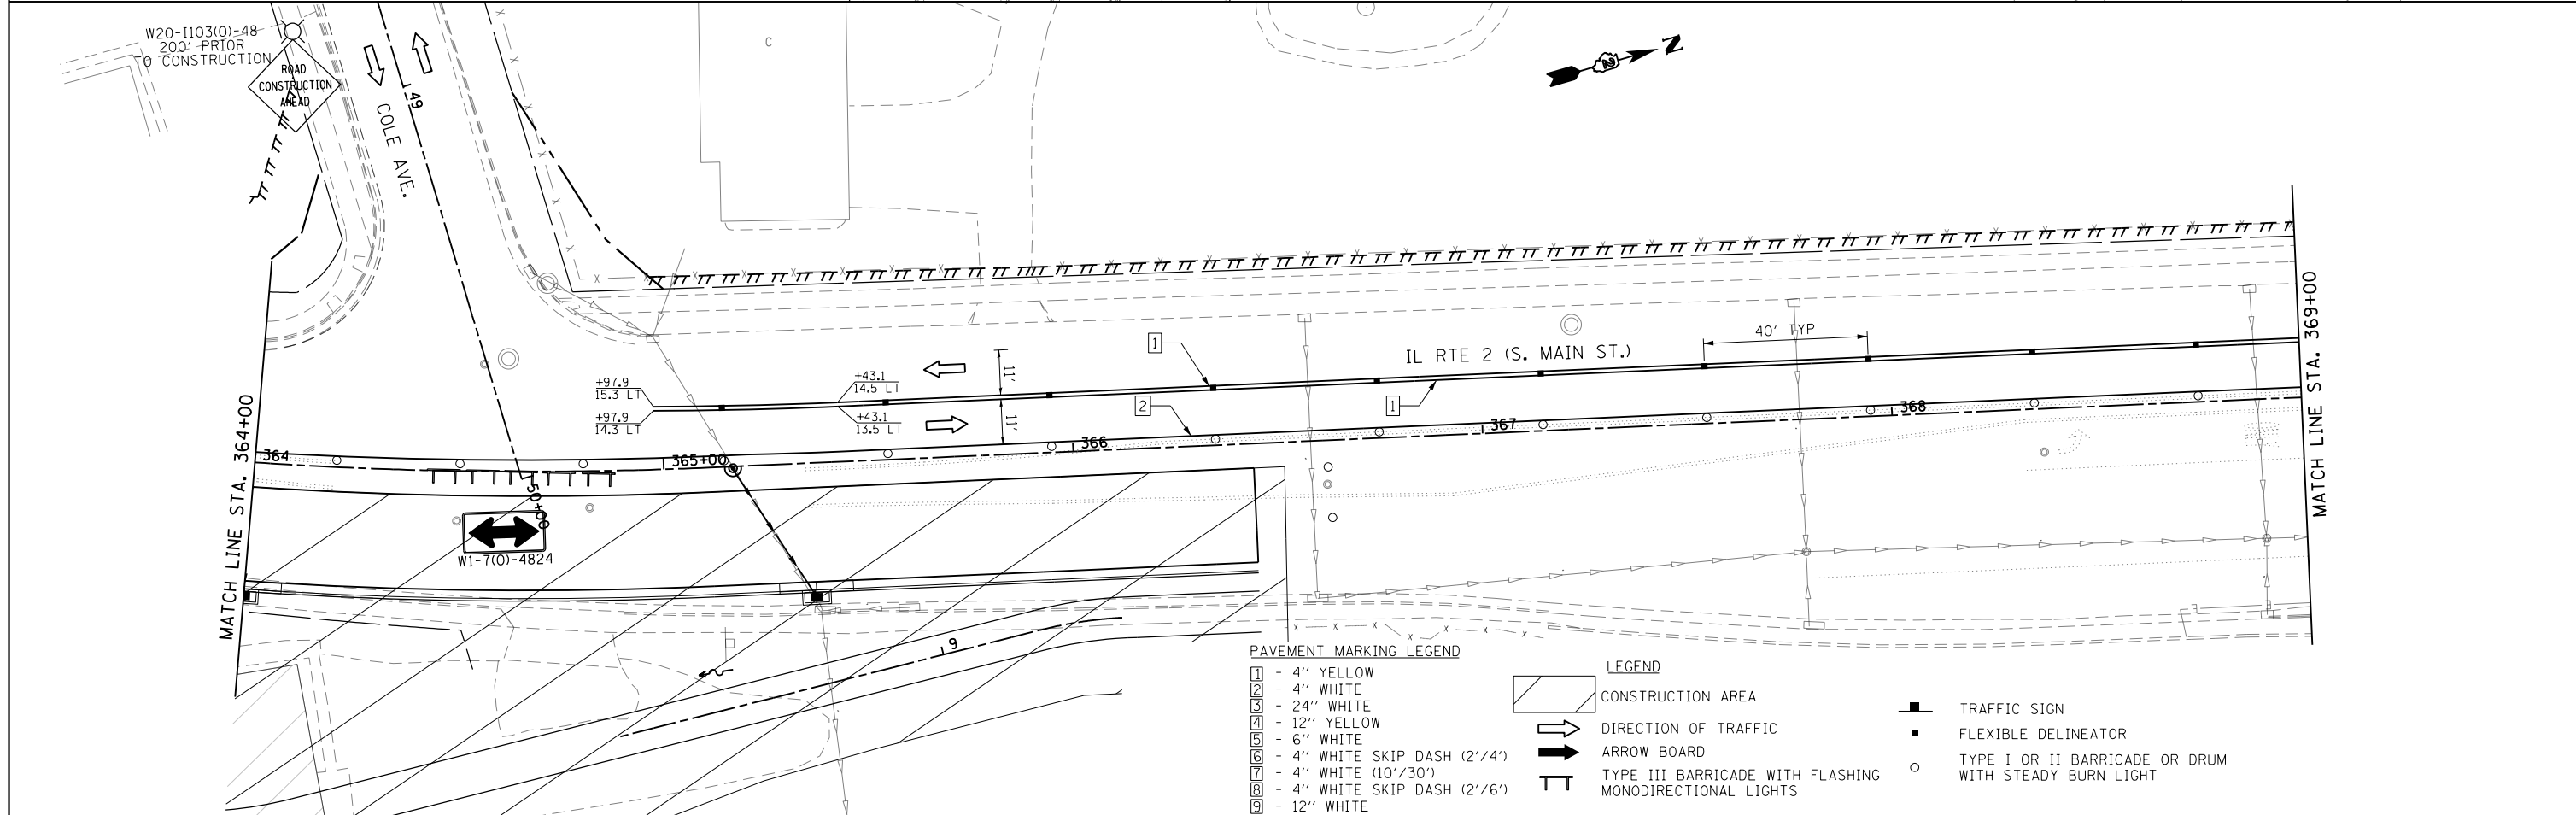 W20-I103(O)-48
200' PRIOR
TO CONSTRUCTION
ROAD
CONSTRUCTION
AHEAD
49
COLE AVE.
C
N
+97.9
15.3 LT
+97.9
14.3 LT
+43.1
14.5 LT
+43.1
13.5 LT
11'
11'
1
2
1
IL RTE 2 (S. MAIN ST.)
40' TYP
364
365+00
366
367
368
50+00
W1-7(O)-4824
9
MATCH LINE STA. 364+00
MATCH LINE STA. 369+00
PAVEMENT MARKING LEGEND
1 - 4'' YELLOW
2 - 4'' WHITE
3 - 24'' WHITE
4 - 12'' YELLOW
5 - 6'' WHITE
6 - 4'' WHITE SKIP DASH (2'/4')
7 - 4'' WHITE (10'/30')
8 - 4'' WHITE SKIP DASH (2'/6')
9 - 12'' WHITE
LEGEND
CONSTRUCTION AREA
DIRECTION OF TRAFFIC
ARROW BOARD
TYPE III BARRICADE WITH FLASHING
MONODIRECTIONAL LIGHTS
TRAFFIC SIGN
FLEXIBLE DELINEATOR
TYPE I OR II BARRICADE OR DRUM
WITH STEADY BURN LIGHT